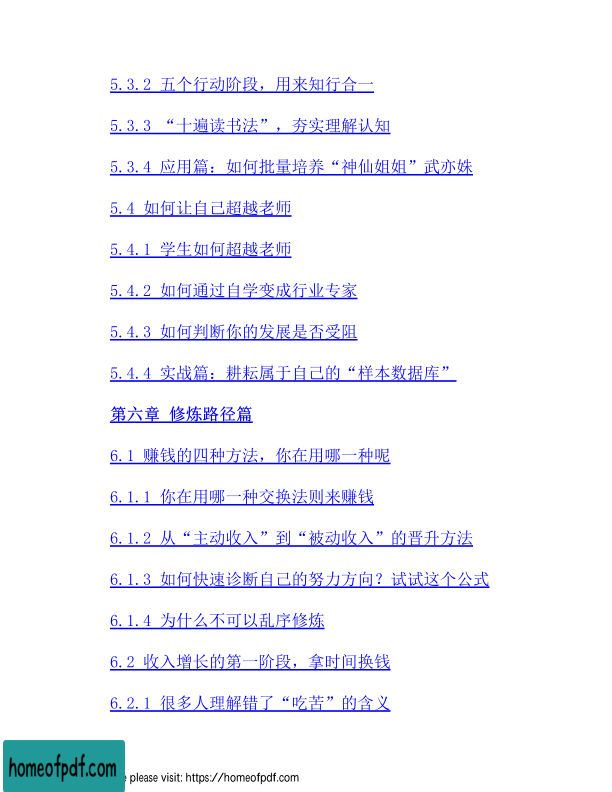 5.3.2 五个行动阶段，用来知行合一
5.3.3 “十遍读书法”，夯实理解认知
5.3.4 应用篇：如何批量培养“神仙姐姐”武亦姝
5.4 如何让自己超越老师
5.4.1 学生如何超越老师
5.4.2 如何通过自学变成行业专家
5.4.3 如何判断你的发展是否受阻
5.4.4 实战篇：耕耘属于自己的“样本数据库”
第六章 修炼路径篇
6.1 赚钱的四种方法，你在用哪一种呢
6.1.1 你在用哪一种交换法则来赚钱
6.1.2 从“主动收入”到“被动收入”的晋升方法
6.1.3 如何快速诊断自己的努力方向？试试这个公式
6.1.4 为什么不可以乱序修炼
6.2 收入增长的第一阶段，拿时间换钱
6.2.1 很多人理解错了“吃苦”的含义
homeofpdf.com
e please visit: https://homeofpdf.com